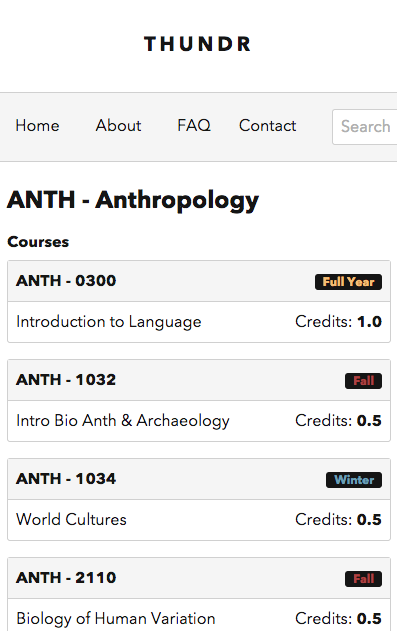 THUNDR
Home About FAQ Contact Search
ANTH - Anthropology
Courses
ANTH - 0300 Full Year
Introduction to Language Credits: 1.0
ANTH - 1032 Fall
Intro Bio Anth & Archaeology Credits: 0.5
ANTH - 1034 Winter
World Cultures Credits: 0.5
ANTH - 2110 Fall
Biology of Human Variation Credits: 0.5